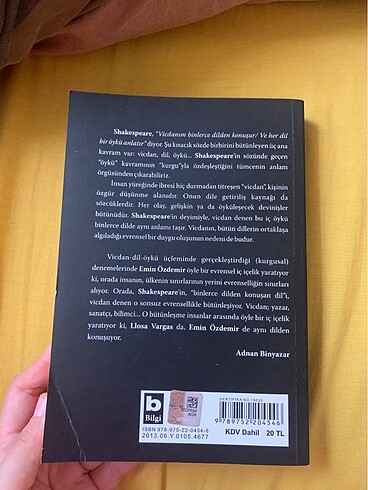 Shakespeare, "Vicdanım binlerce dilden konuşur/ Ve her dil
bir öykü anlatır" diyor. Şu kısacık sözde birbirini bütünleyen üç ana
kavram var: vicdan, dil, öykü... Shakespeare'in sözünde geçen
"öykü" kavramının "kurgu"yla özdeşleştiğini tümcenin anlam
örgüsünden çıkarabiliriz.
İnsan yüreğinde ibresi hiç durmadan titreşen "vicdan", kişinin
özgür düşünme alanıdır. Onun dile getiriliş kaynağı da
sözcüklerdir. Her olay, gelişkin ya da öyküleşecek devinişler
bütünüdür. Shakespeare'in deyimiyle, vicdan denen bu iç öykü
binlerce dilde aynı anlamı taşır. Vicdanın, bütün dillerin ortaklaşa
algıladığı evrensel bir duygu oluşunun nedeni de budur.
Vicdan-dil-öykü üçleminde gerçekleştirdiği (kurgusal)
denemelerinde Emin Özdemir öyle bir evrensel iç içelik yaratıyor
ki, orada insanın, ülkenin sınırlarının yerini evrenselliğin sınırları
alıyor. Orada, Shakespeare'in, "binlerce dilden konuşan dil"i,
vicdan denen o sonsuz evrensellikle bütünleşiyor. Vicdan; yazar,
sanatçı, bilimci... O bütünleşme insanlar arasında öyle bir iç içelik
yaratıyor ki, Llosa Vargas da, Emin Özdemir de aynı dilden
konuşuyor.
Adnan Binyazar
b
Bilgi
ISBN 978-975-22-0454-6
2013.06.Y.0105.4677
9 789752 204546
KDV Dahil 20 TL